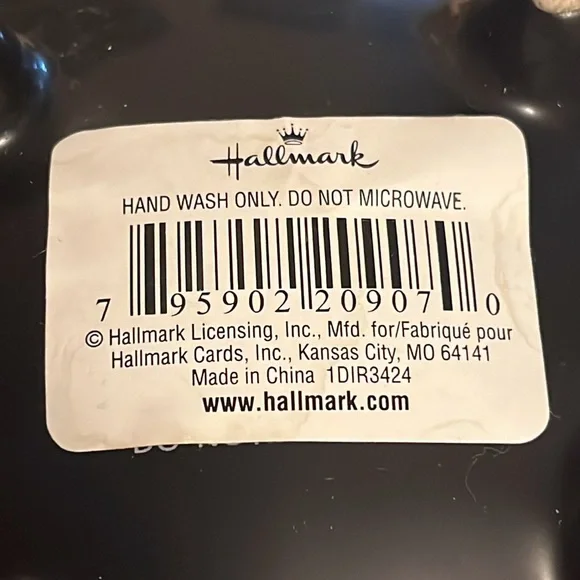 Hallmark
HAND WASH ONLY. DO NOT MICROWAVE.
7 95902 20907 0
© Hallmark Licensing, Inc., Mfd. for/Fabriqué pour
Hallmark Cards, Inc., Kansas City, MO 64141
Made in China 1DIR3424
www.hallmark.com